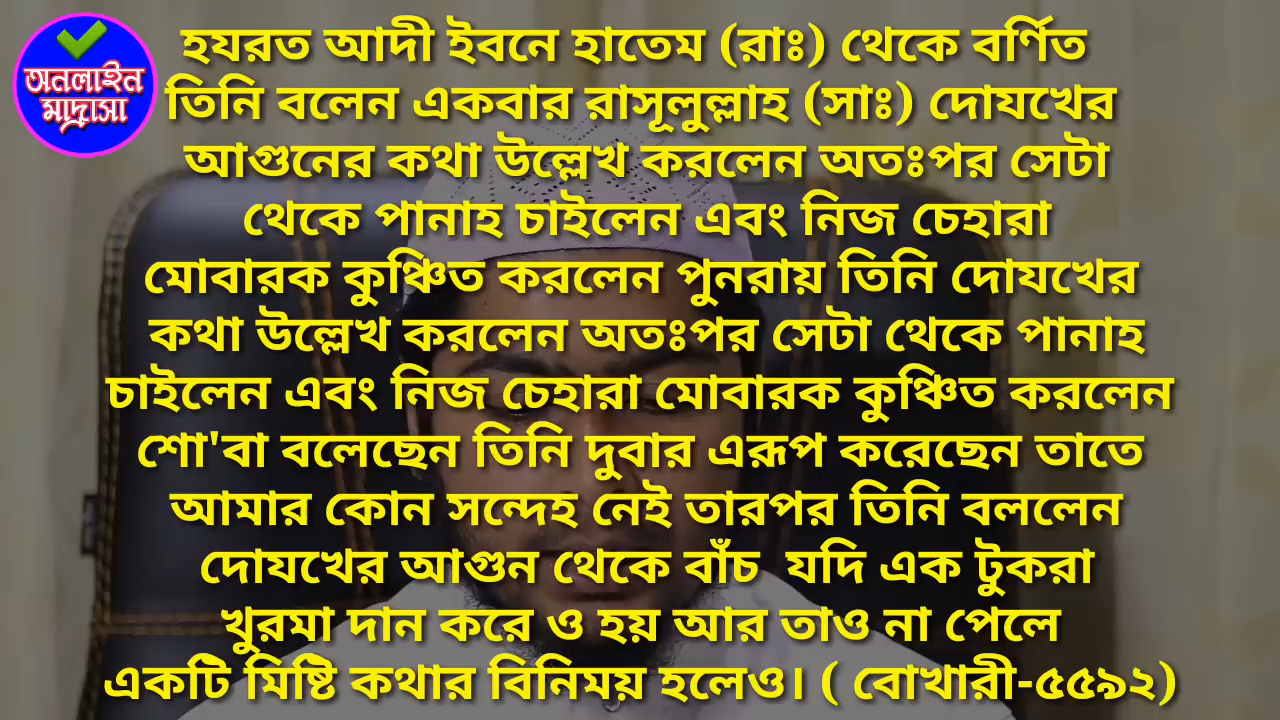 অনলাইন
মাদ্রাসা
হযরত আদী ইবনে হাতেম (রাঃ) থেকে বর্ণিত
তিনি বলেন একবার রাসূলুল্লাহ (সাঃ) দোযখের
আগুনের কথা উল্লেখ করলেন অতঃপর সেটা
থেকে পানাহ চাইলেন এবং নিজ চেহারা
মোবারক কুঞ্চিত করলেন পুনরায় তিনি দোযখের
কথা উল্লেখ করলেন অতঃপর সেটা থেকে পানাহ
চাইলেন এবং নিজ চেহারা মোবারক কুঞ্চিত করলেন
শো'বা বলেছেন তিনি দুবার এরূপ করেছেন তাতে
আমার কোন সন্দেহ নেই তারপর তিনি বললেন
দোযখের আগুন থেকে বাঁচ যদি এক টুকরা
খুরমা দান করে ও হয় আর তাও না পেলে
একটি মিষ্টি কথার বিনিময় হলেও। ( বোখারী-৫৫৯২)